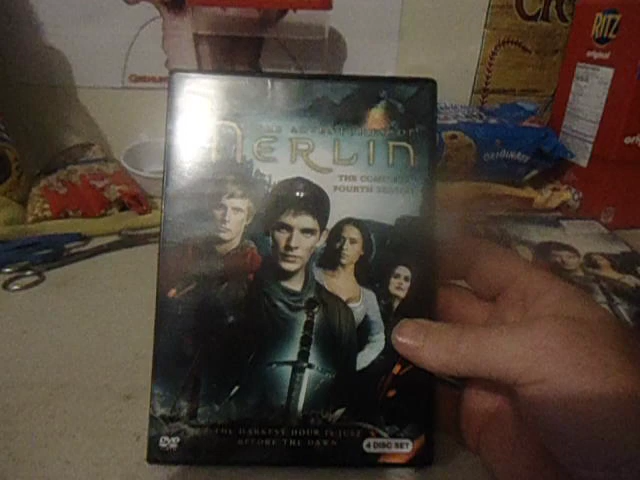 THE ADVENTURES OF
MERLIN
THE COMPLETE
FOURTH SEASON
THE DARKEST HOUR IS JUST
BEFORE THE DAWN
DVD
4 DISC SET
RITZ
original
ORIGINAL